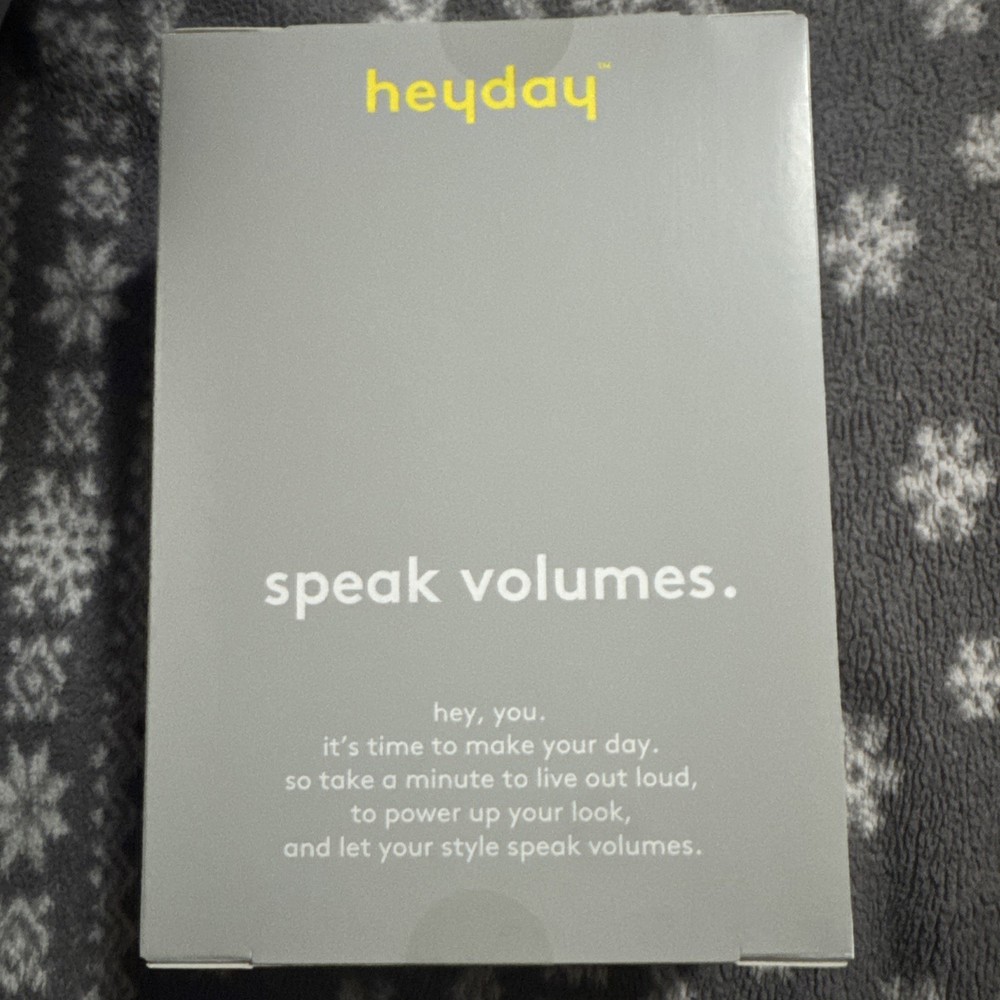 heyday™
speak volumes.
hey, you.
it's time to make your day.
so take a minute to live out loud,
to power up your look,
and let your style speak volumes.